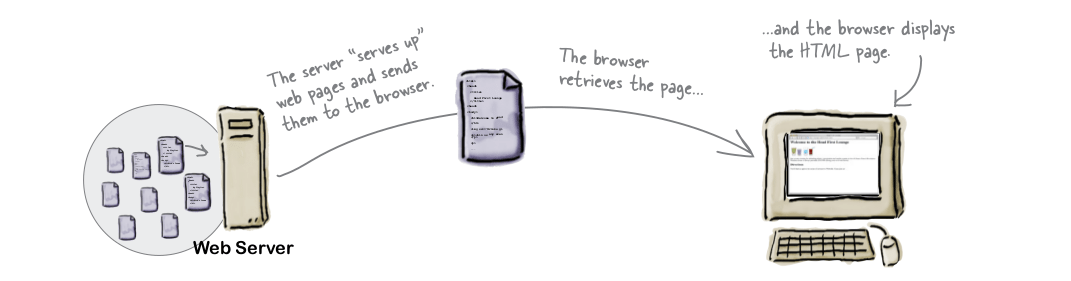 The server “serves up”
web pages and sends
them to the browser.
The browser
retrieves the page...
...and the browser displays
the HTML page.
Welcome to the Head First Lounge
Web Server